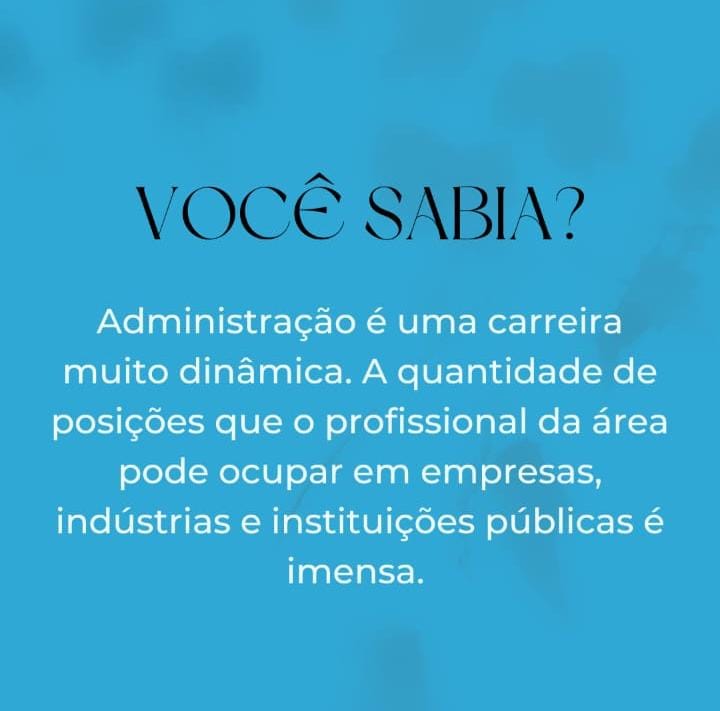 VOCÊ SABIA?
Administração é uma carreira
muito dinâmica. A quantidade de
posições que o profissional da área
pode ocupar em empresas,
indústrias e instituições públicas é
imensa.